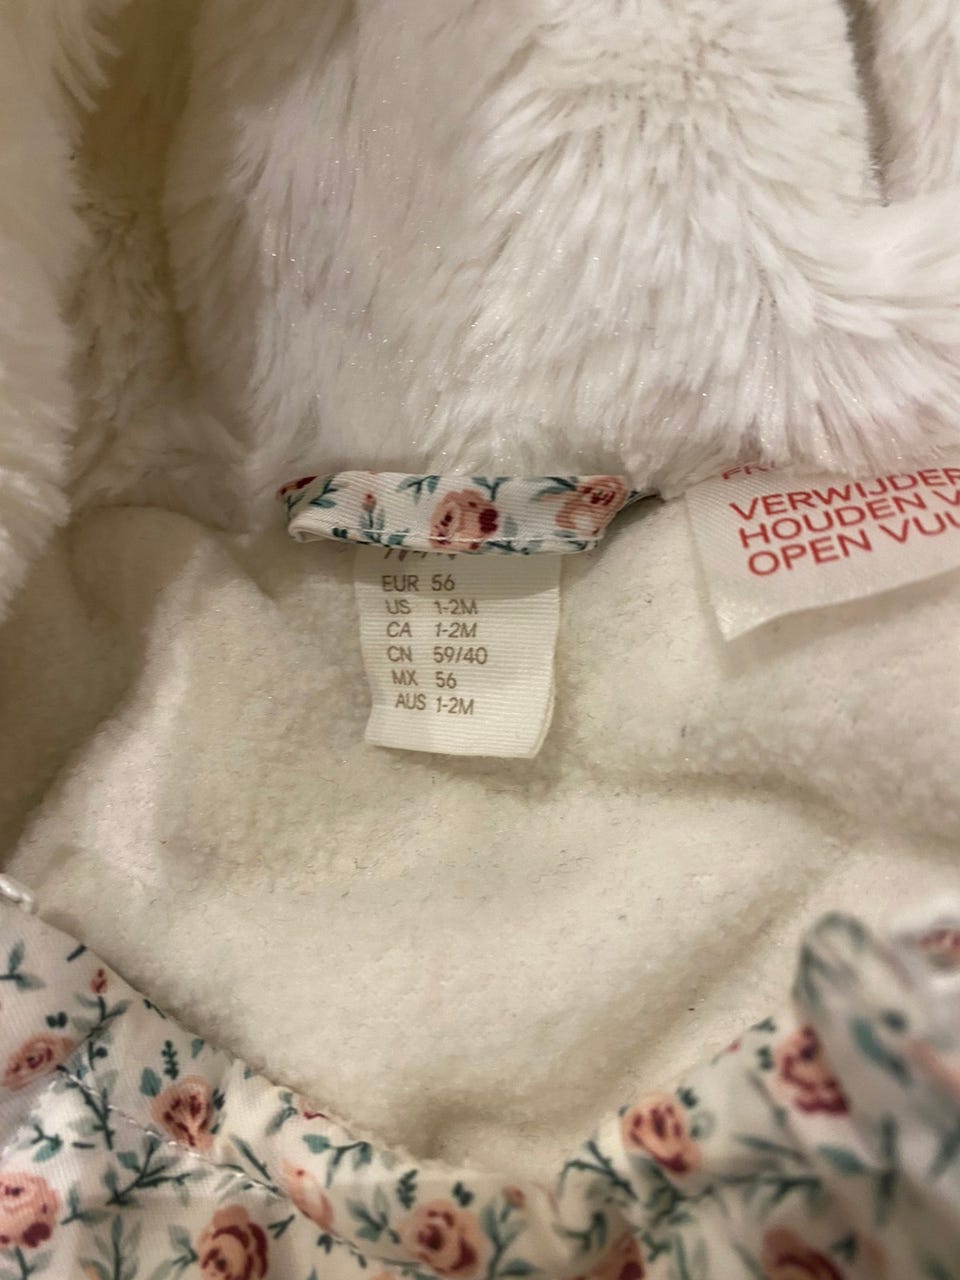 EUR 56
US 1-2M
CA 1-2M
CN 59/40
MX 56
AUS 1-2M
VERWIJDER
HOUDEN V
OPEN VUU